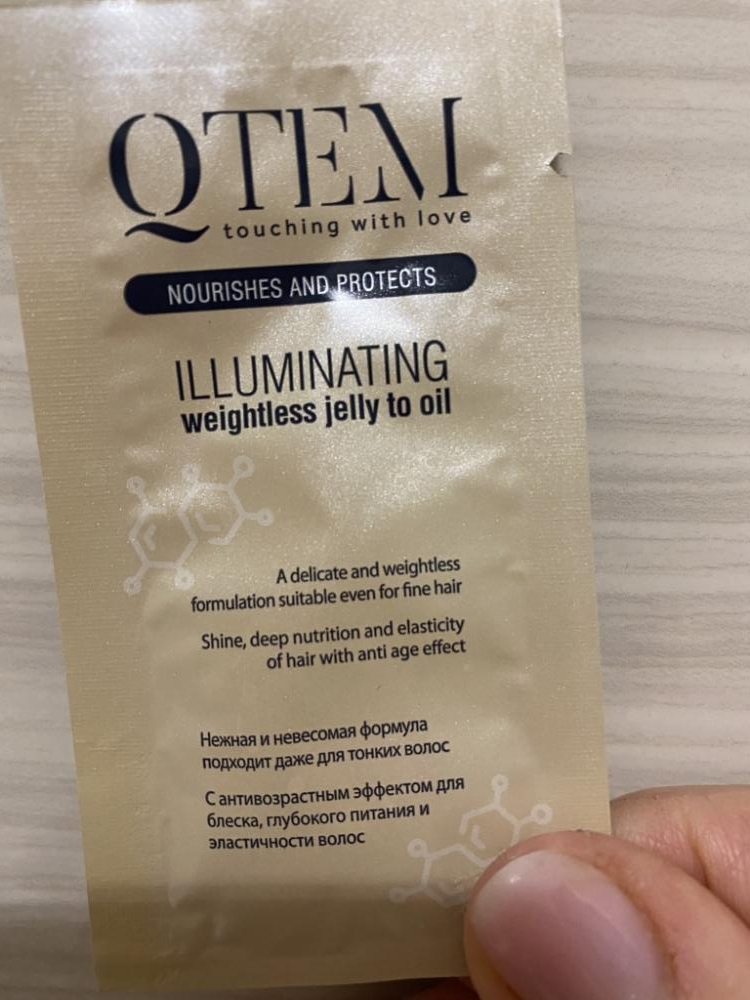 QTEM
touching with love
NOURISHES AND PROTECTS
ILLUMINATING
weightless jelly to oil
A delicate and weightless
formulation suitable even for fine hair
Shine, deep nutrition and elasticity
of hair with anti age effect
Нежная и невесомая формула
подходит даже для тонких волос
С антивозрастным эффектом для
блеска, глубокого питания и
эластичности волос